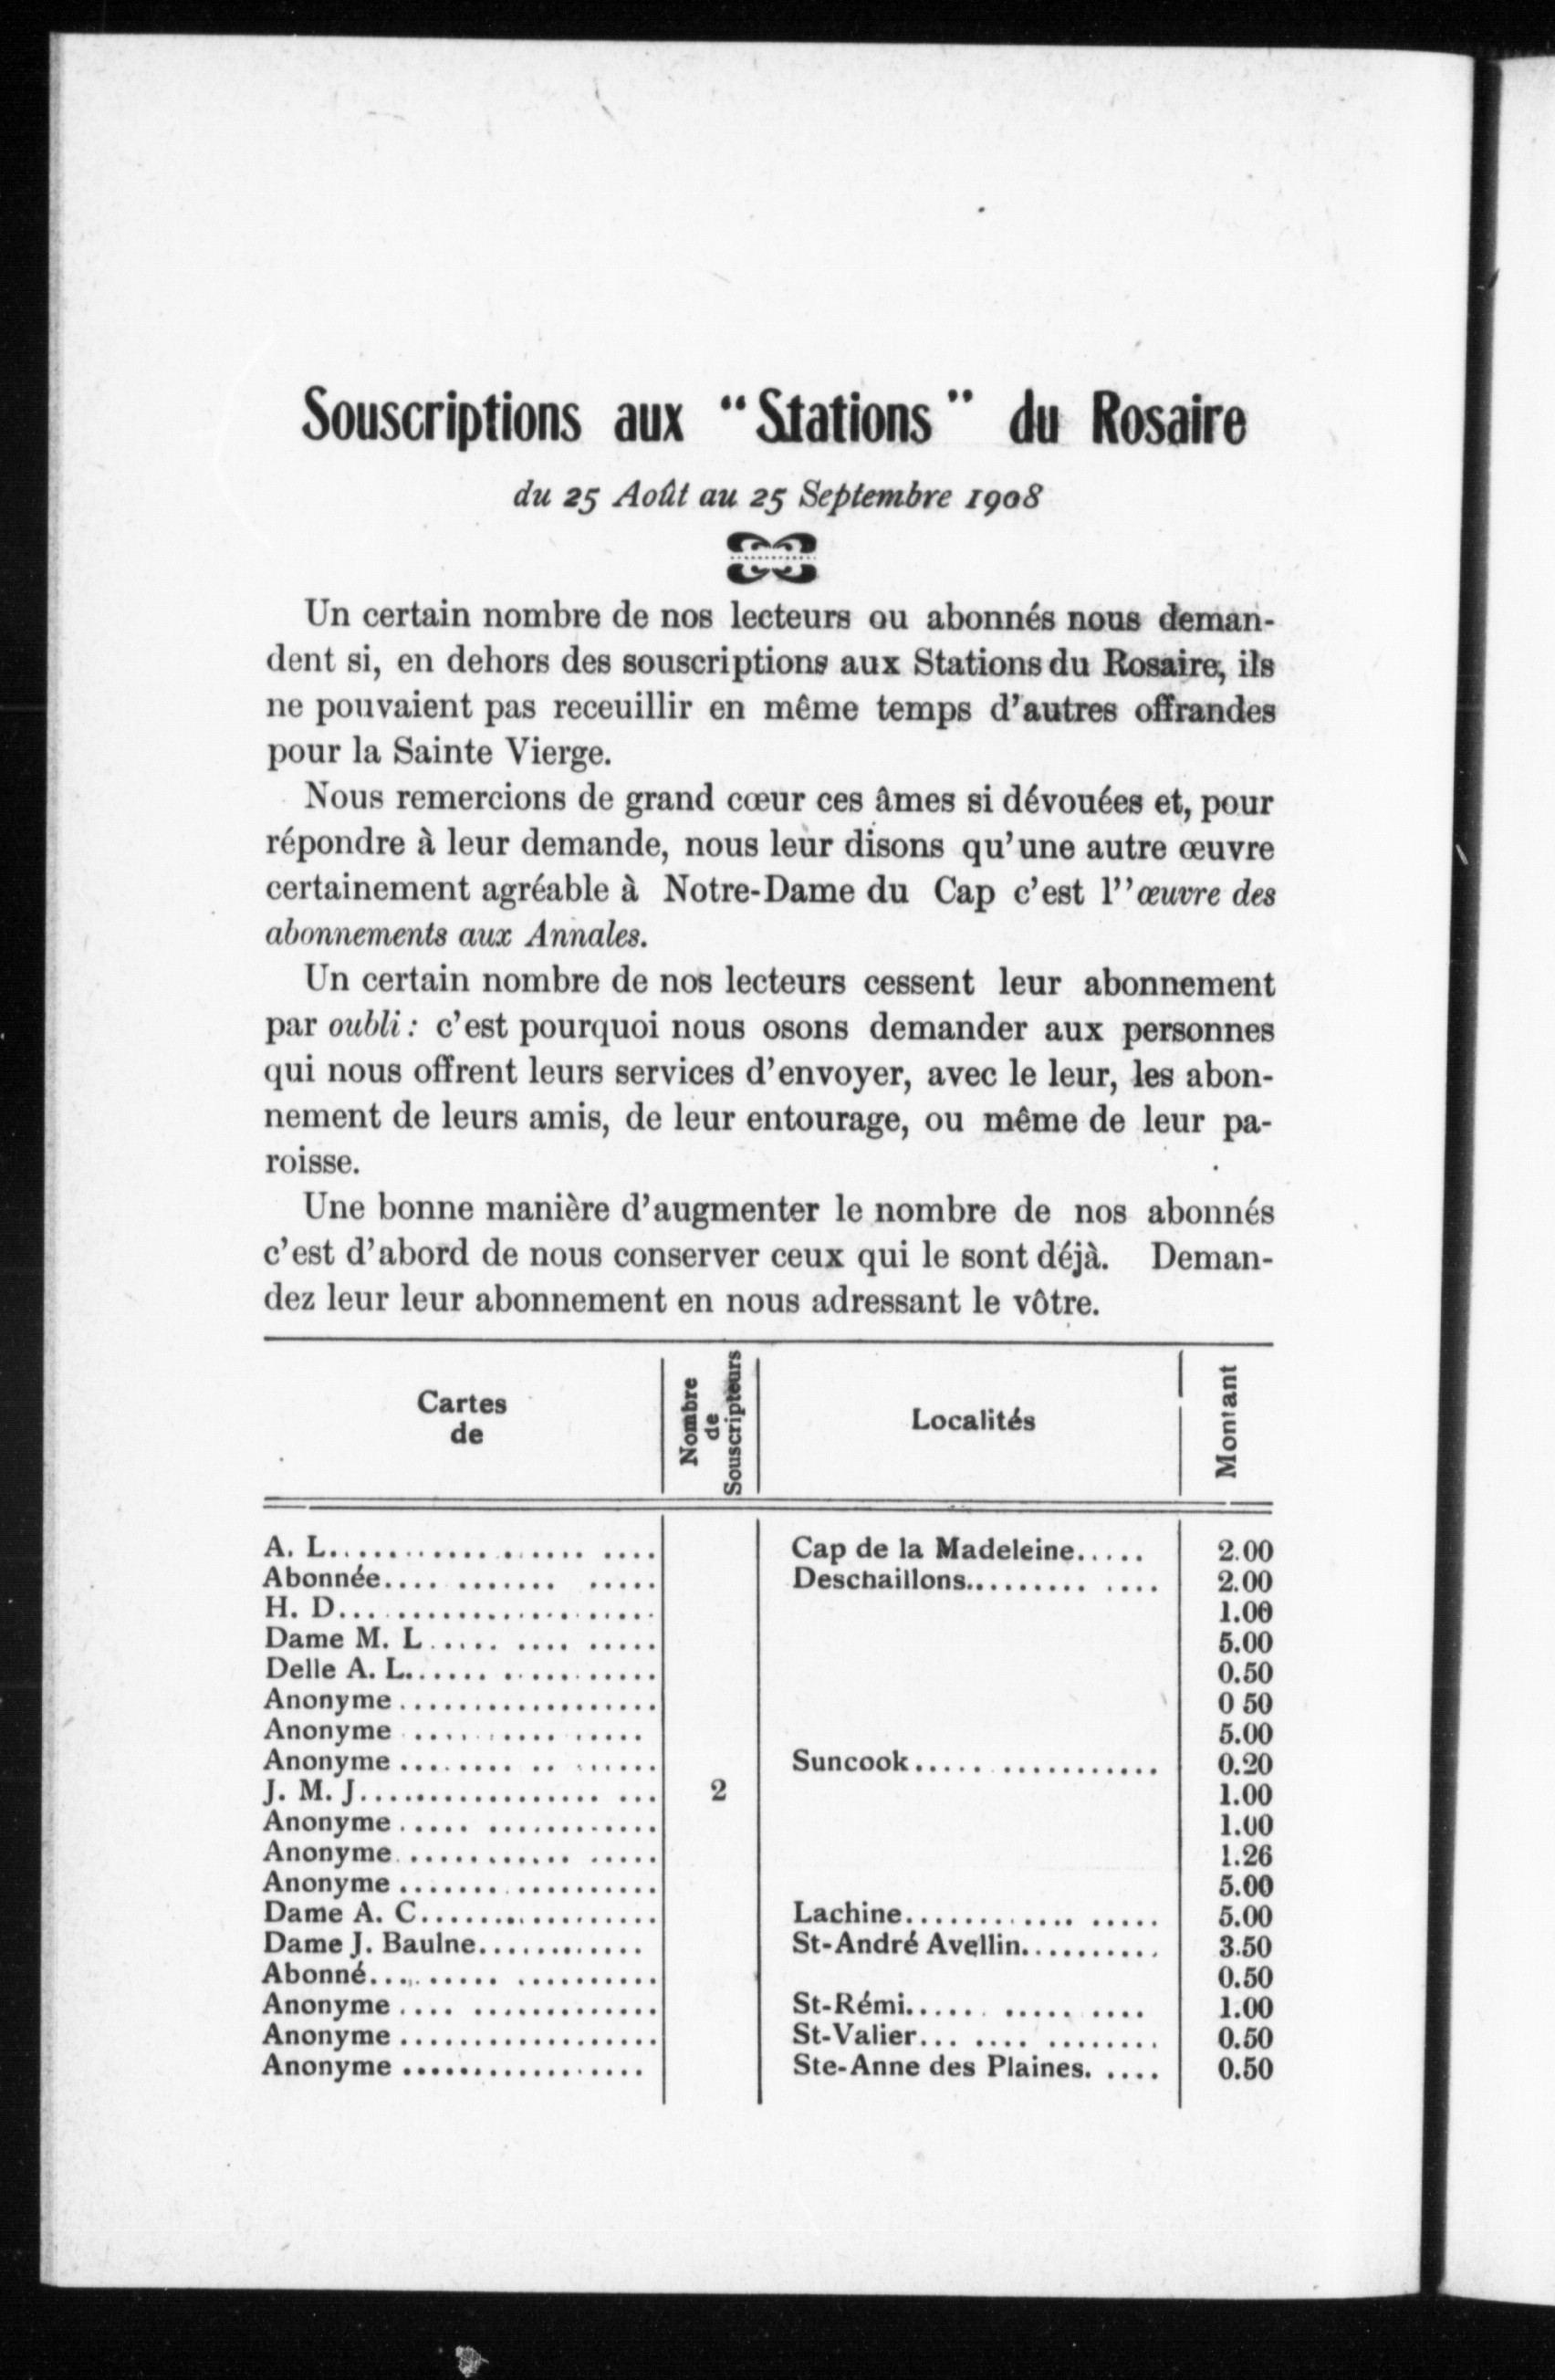 Souscriptions aux "Stations" du Rosaire
du 25 Août au 25 Septembre 1908
Un certain nombre de nos lecteurs ou abonnés nous deman-
dent si, en dehors des souscriptions aux Stations du Rosaire, ils
ne pouvaient pas receuillir en même temps d'autres offrandes
pour la Sainte Vierge.
Nous remercions de grand cœur ces âmes si dévouées et, pour
répondre à leur demande, nous leur disons qu'une autre œuvre
certainement agréable à Notre-Dame du Cap c'est l''œuvre des
abonnements aux Annales.
Un certain nombre de nos lecteurs cessent leur abonnement
par oubli : c'est pourquoi nous osons demander aux personnes
qui nous offrent leurs services d'envoyer, avec le leur, les abon-
nement de leurs amis, de leur entourage, ou même de leur pa-
roisse.
Une bonne manière d'augmenter le nombre de nos abonnés
c'est d'abord de nous conserver ceux qui le sont déjà. Deman-
dez leur leur abonnement en nous adressant le vôtre.
Cartes de | Nombre de Souscripteurs | Localités | Montant
A. L.................... Cap de la Madeleine..... 2.00
Abonnée.................... Deschaillons............. 2.00
H. D.................... 1.00
Dame M. L.................... 5.00
Delle A. L.................... 0.50
Anonyme.................... 0 50
Anonyme.................... 5.00
Anonyme.................... Suncook................ 0.20
J. M. J.................... 2 1.00
Anonyme.................... 1.00
Anonyme.................... 1.26
Anonyme.................... 5.00
Dame A. C................. Lachine................. 5.00
Dame J. Baulne............ St-André Avellin.......... 3.50
Abonné.................... 0.50
Anonyme.................... St-Rémi............... 1.00
Anonyme.................... St-Valier............... 0.50
Anonyme.................... Ste-Anne des Plaines..... 0.50